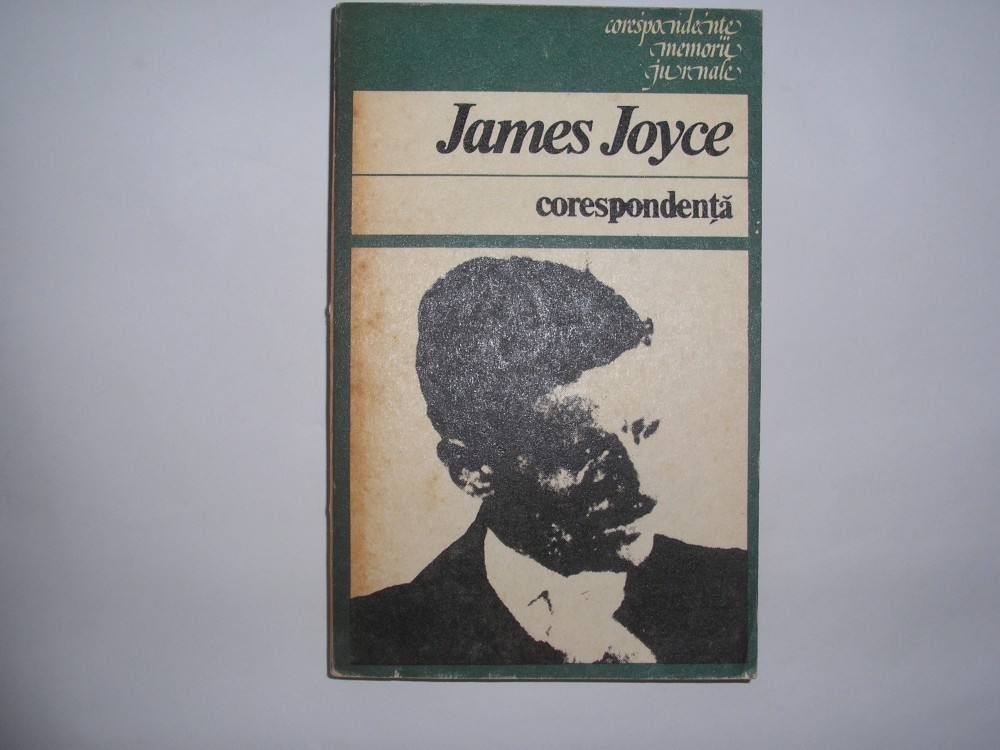 corespondențe
memorii
jurnale
James Joyce
corespondență